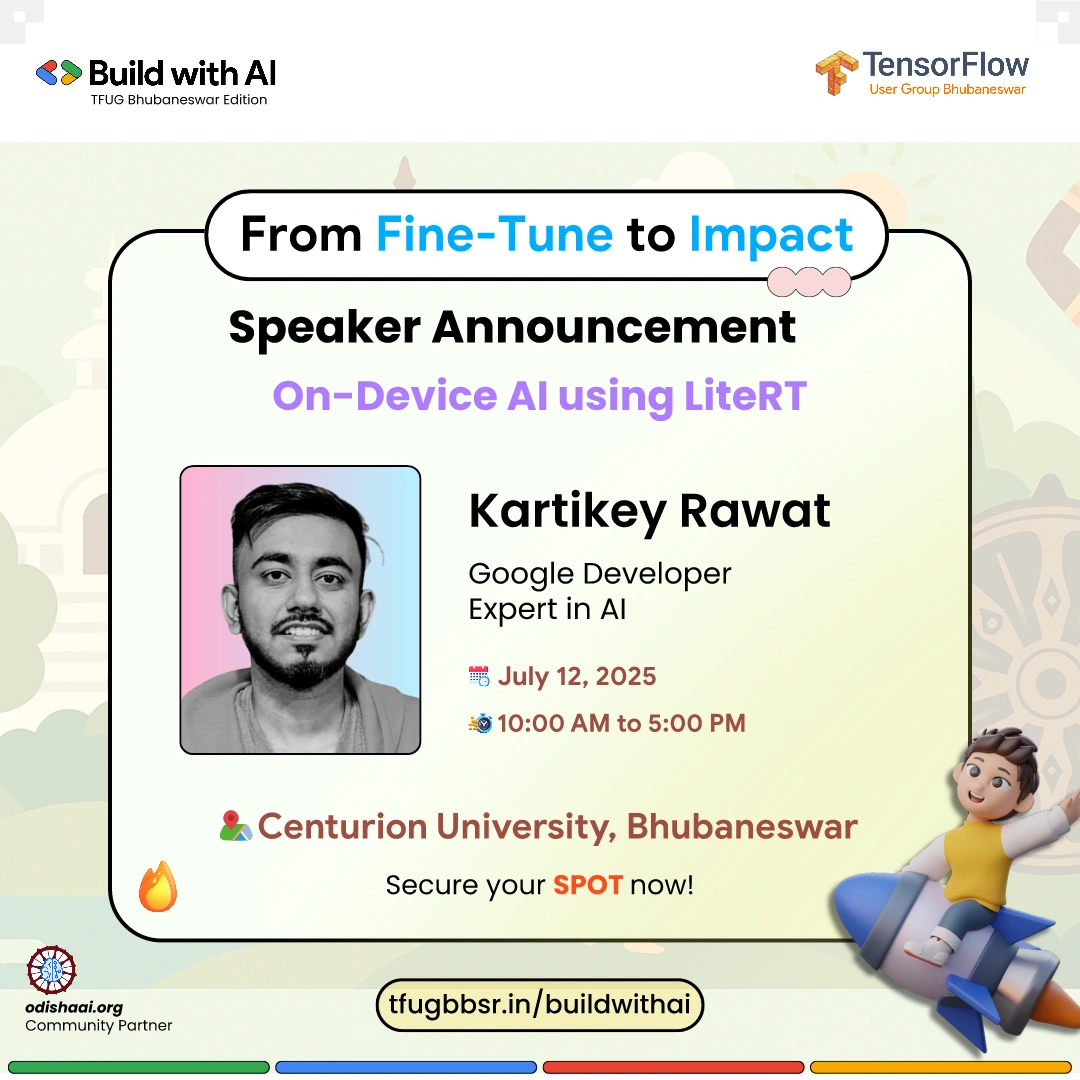 Build with AI
TFUG Bhubaneswar Edition
TensorFlow
User Group Bhubaneswar
From Fine-Tune to Impact
Speaker Announcement
On-Device AI using LiteRT
Kartikey Rawat
Google Developer
Expert in AI
July 12, 2025
10:00 AM to 5:00 PM
Centurion University, Bhubaneswar
Secure your SPOT now!
odishaai.org
Community Partner
tfugbbsr.in/buildwithai